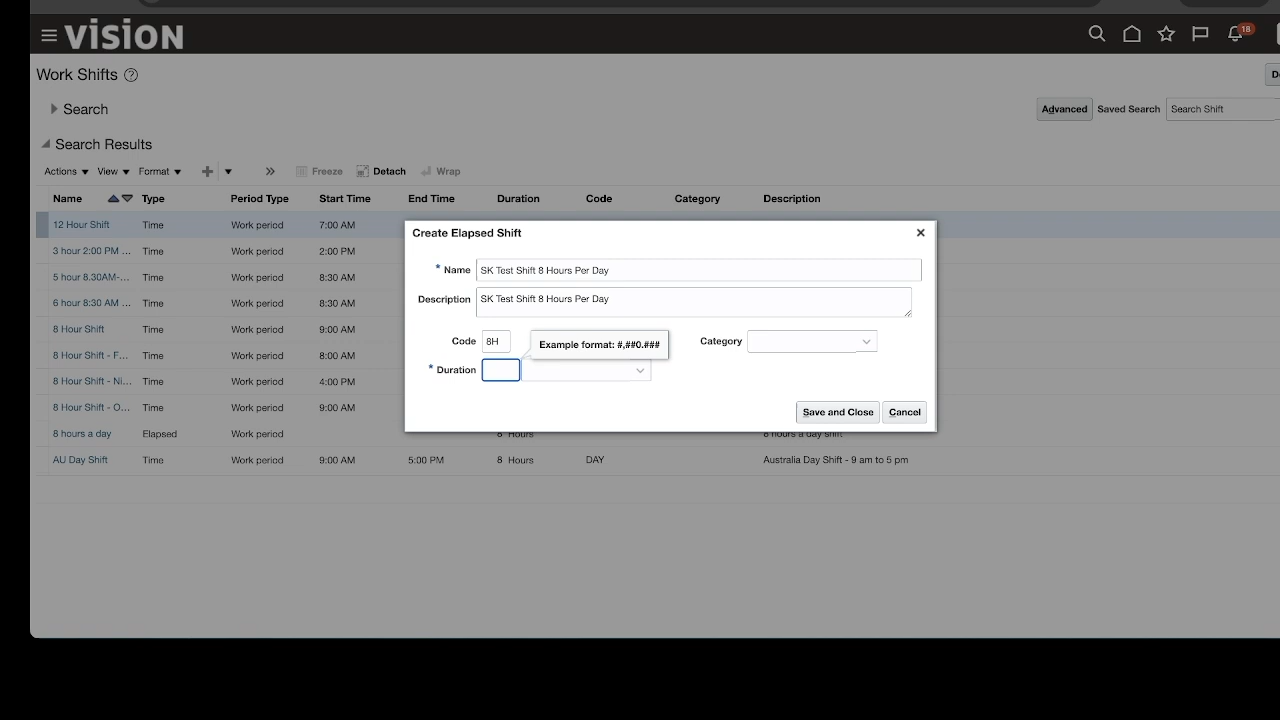 VISION
18
Work Shifts ?
De
Search
Advanced Saved Search Search Shift
Search Results
Actions View Format Freeze Detach Wrap
Name Type Period Type Start Time End Time Duration Code Category Description
12 Hour Shift Time Work period 7:00 AM
3 hour 2:00 PM ... Time Work period 2:00 PM
5 hour 8.30AM-... Time Work period 8:30 AM
6 hour 8:30 AM ... Time Work period 8:30 AM
8 Hour Shift Time Work period 9:00 AM
8 Hour Shift - F... Time Work period 8:00 AM
8 Hour Shift - Ni... Time Work period 4:00 PM
8 Hour Shift - O... Time Work period 9:00 AM
8 hours a day Elapsed Work period 8 Hours 8 hours a day shift
AU Day Shift Time Work period 9:00 AM 5:00 PM 8 Hours DAY Australia Day Shift - 9 am to 5 pm
Create Elapsed Shift
* Name SK Test Shift 8 Hours Per Day
Description SK Test Shift 8 Hours Per Day
Code 8H Example format: #,##0.### Category
* Duration
Save and Close Cancel